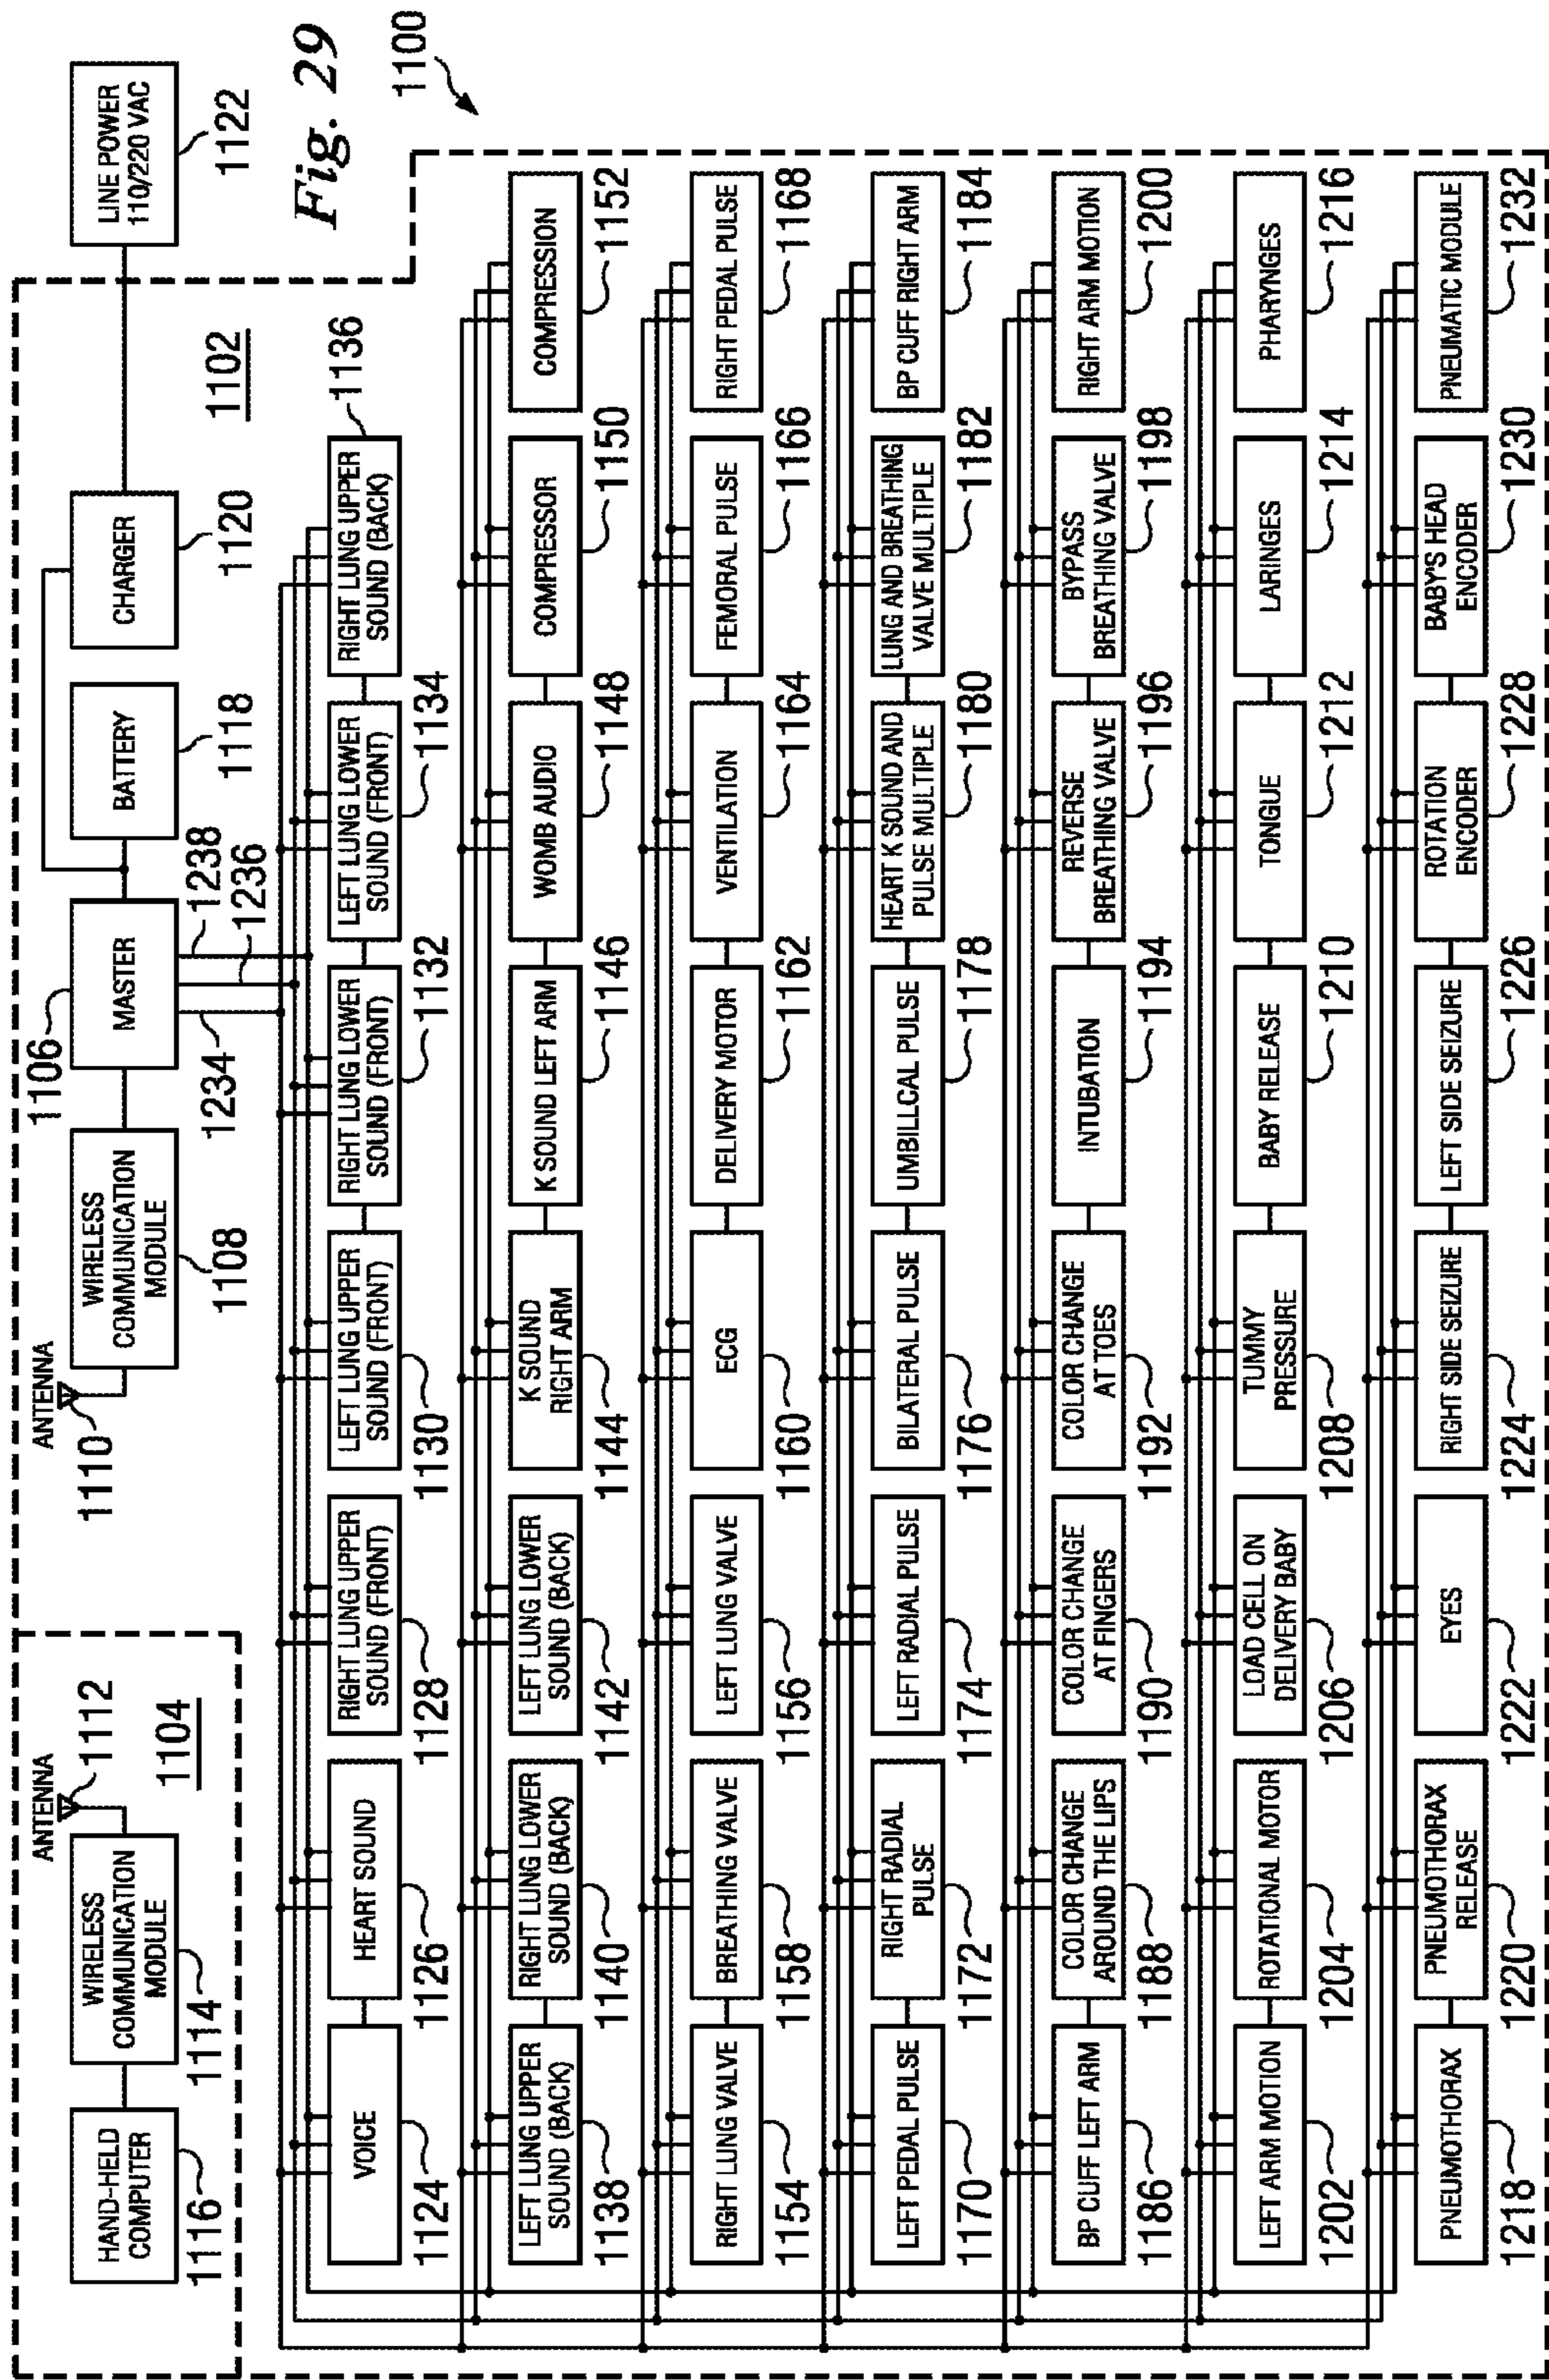 Fig. 29
1100
ANTENNA
1112
1104
HAND-HELD
COMPUTER
1116
WIRELESS
COMMUNICATION
MODULE
1114
ANTENNA
1110
WIRELESS
COMMUNICATION
MODULE
1108
1106
MASTER
1234
1236
1238
BATTERY
1118
CHARGER
1120
1102
LINE POWER
110/220 VAC
1122
VOICE
1124
HEART SOUND
1126
RIGHT LUNG UPPER
SOUND (FRONT)
1128
LEFT LUNG UPPER
SOUND (FRONT)
1130
RIGHT LUNG LOWER
SOUND (FRONT)
1132
LEFT LUNG LOWER
SOUND (FRONT)
1134
RIGHT LUNG UPPER
SOUND (BACK)
1136
LEFT LUNG UPPER
SOUND (BACK)
1138
RIGHT LUNG LOWER
SOUND (BACK)
1140
LEFT LUNG LOWER
SOUND (BACK)
1142
K SOUND
RIGHT ARM
1144
K SOUND LEFT ARM
1146
WOMB AUDIO
1148
COMPRESSOR
1150
COMPRESSION
1152
RIGHT LUNG VALVE
1154
BREATHING VALVE
1158
LEFT LUNG VALVE
1156
ECG
1160
DELIVERY MOTOR
1162
VENTILATION
1164
FEMORAL PULSE
1166
RIGHT PEDAL PULSE
1168
LEFT PEDAL PULSE
1170
RIGHT RADIAL
PULSE
1172
LEFT RADIAL PULSE
1174
BILATERAL PULSE
1176
UMBILLCAL PULSE
1178
HEART K SOUND AND
PULSE MULTIPLE
1180
LUNG AND BREATHING
VALVE MULTIPLE
1182
BP CUFF RIGHT ARM
1184
BP CUFF LEFT ARM
1186
COLOR CHANGE
AROUND THE LIPS
1188
COLOR CHANGE
AT FINGERS
1190
COLOR CHANGE
AT TOES
1192
INTUBATION
1194
REVERSE
BREATHING VALVE
1196
BYPASS
BREATHING VALVE
1198
RIGHT ARM MOTION
1200
LEFT ARM MOTION
1202
ROTATIONAL MOTOR
1204
LOAD CELL ON
DELIVERY BABY
1206
TUMMY
PRESSURE
1208
BABY RELEASE
1210
TONGUE
1212
LARINGES
1214
PHARYNGES
1216
PNEUMOTHORAX
1218
PNEUMOTHORAX
RELEASE
1220
EYES
1222
RIGHT SIDE SEIZURE
1224
LEFT SIDE SEIZURE
1226
ROTATION
ENCODER
1228
BABY'S HEAD
ENCODER
1230
PNEUMATIC MODULE
1232